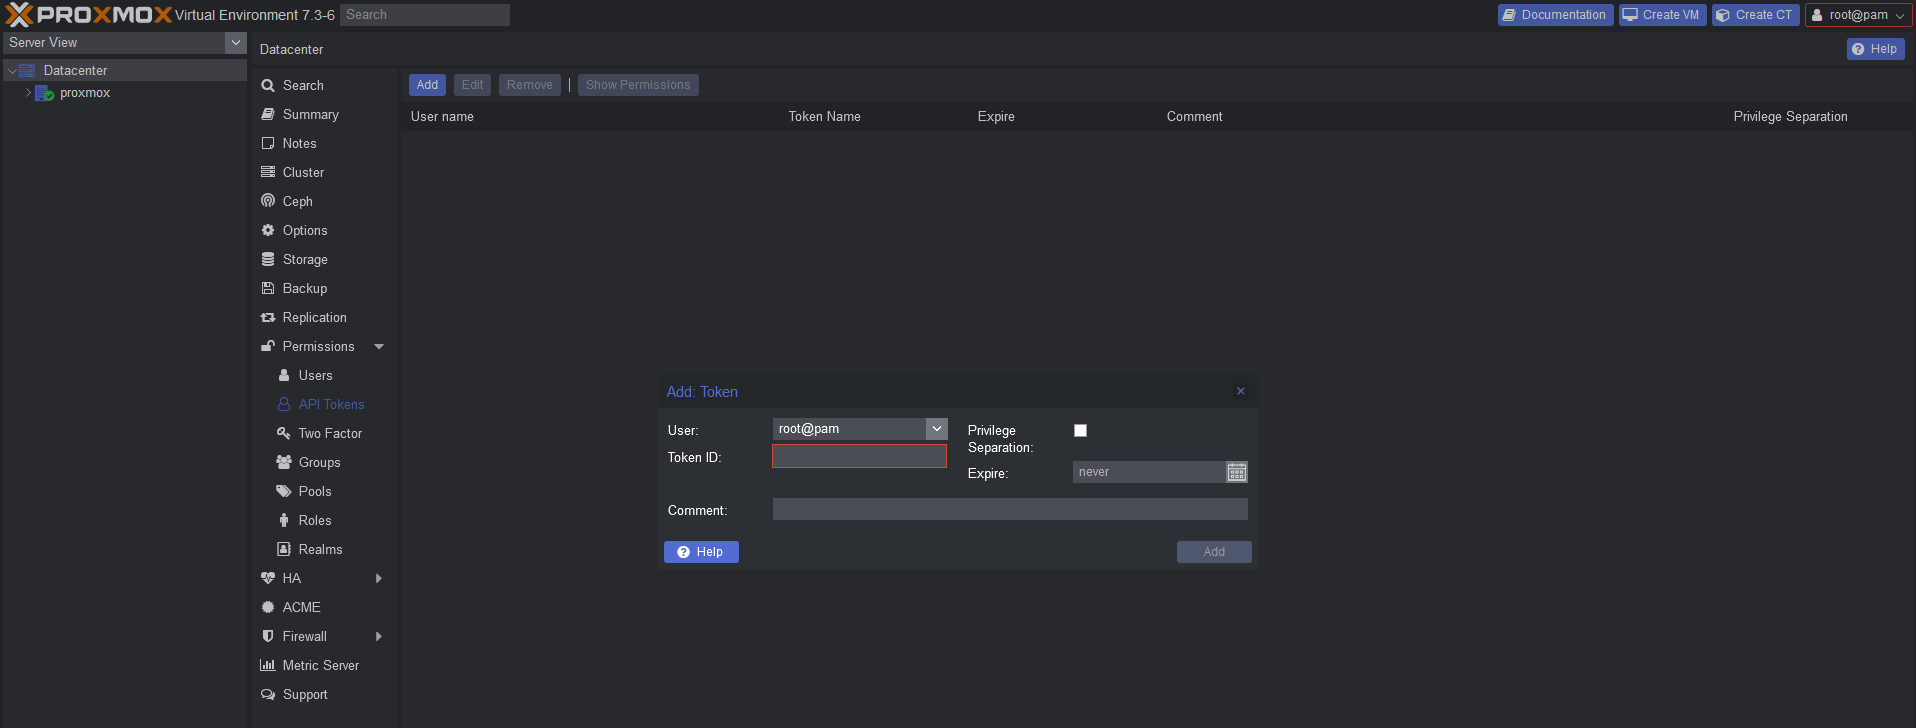 PROXMOX Virtual Environment 7.3-6 Search Documentation Create VM Create CT root@pam
Server View
Datacenter
proxmox
Datacenter Help
Search
Summary
Notes
Cluster
Ceph
Options
Storage
Backup
Replication
Permissions
Users
API Tokens
Two Factor
Groups
Pools
Roles
Realms
HA
ACME
Firewall
Metric Server
Support
Add Edit Remove Show Permissions
User name Token Name Expire Comment Privilege Separation
Add: Token
User: root@pam
Token ID:
Privilege
Separation:
Expire: never
Comment:
Help Add